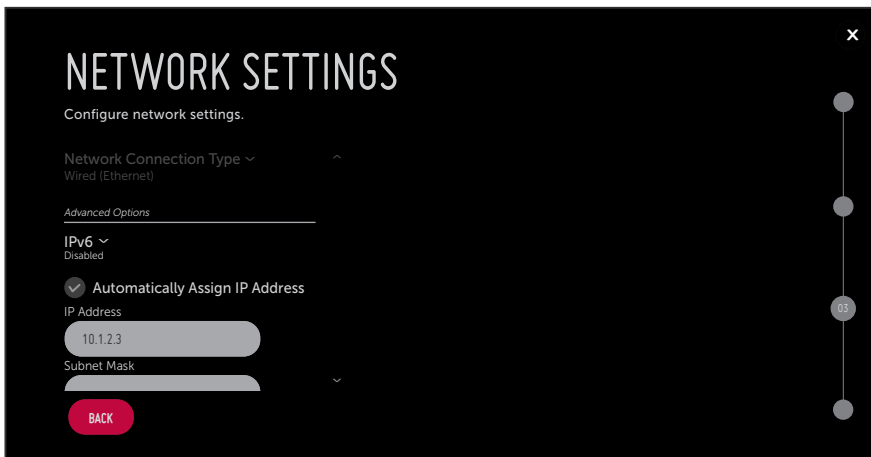 X
NETWORK SETTINGS
Configure network settings.
Network Connection Type
Wired (Ethernet)
Advanced Options
IPv6
Disabled
Automatically Assign IP Address
IP Address
10.1.2.3
03
Subnet Mask
BACK